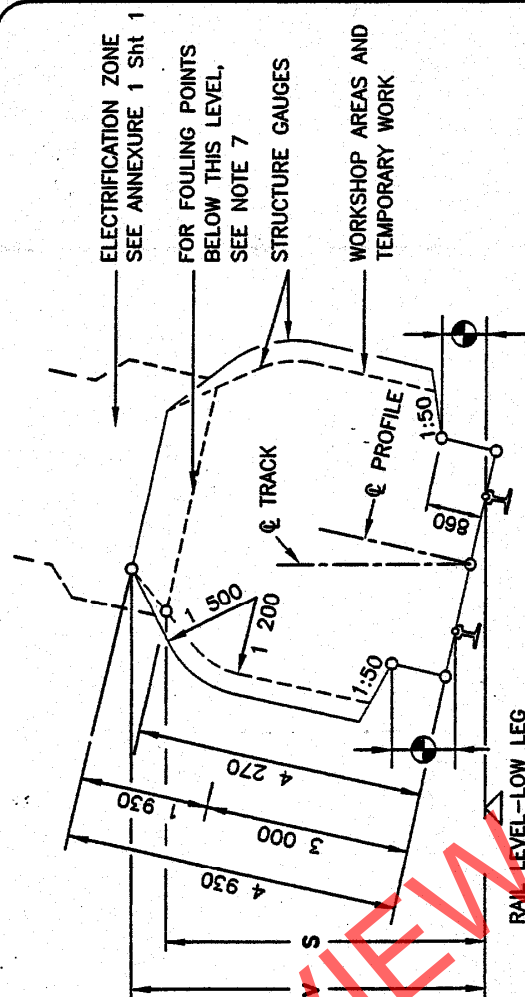 ELECTRIFICATION ZONE
SEE ANNEXURE 1 Sht 1
FOR FOULING POINTS
BELOW THIS LEVEL,
SEE NOTE 7
STRUCTURE GAUGES
WORKSHOP AREAS AND
TEMPORARY WORK
1:50
℄ PROFILE
860
℄ TRACK
1 500
1 200
1:50
4 270
1 930
3 000
4 930
S
V
RAIL LEVEL-LOW LEG
VIEW